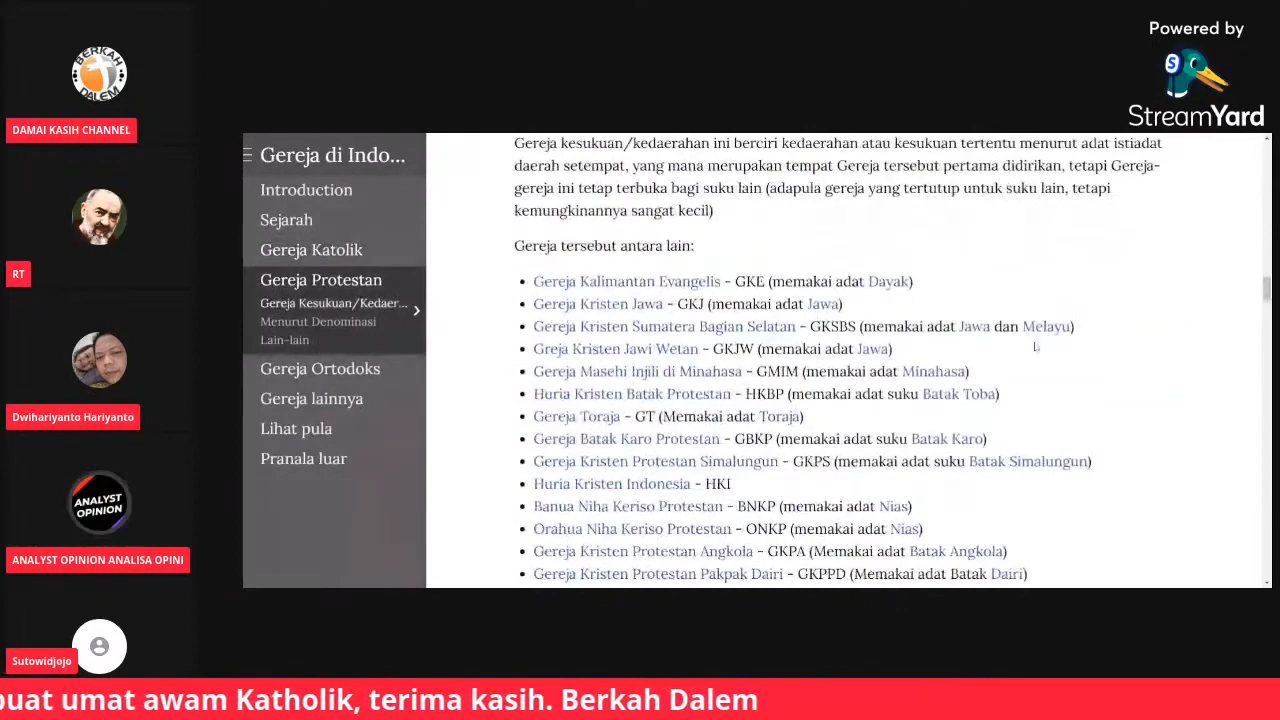 Powered by
StreamYard
BERKAH
DALEM
DAMAI KASIH CHANNEL
RT
Dwihariyanto Hariyanto
ANALYST
OPINION
ANALYST OPINION ANALISA OPINI
Sutowidjojo
Gereja di Indo...
Introduction
Sejarah
Gereja Katolik
Gereja Protestan
Gereja Kesukuan/Kedaer...
Menurut Denominasi
Lain-lain
Gereja Ortodoks
Gereja lainnya
Lihat pula
Pranala luar
Gereja kesukuan/kedaerahan ini berciri kedaerahan atau kesukuan tertentu menurut adat istiadat
daerah setempat, yang mana merupakan tempat Gereja tersebut pertama didirikan, tetapi Gereja-
gereja ini tetap terbuka bagi suku lain (adapula gereja yang tertutup untuk suku lain, tetapi
kemungkinannya sangat kecil)
Gereja tersebut antara lain:
• Gereja Kalimantan Evangelis - GKE (memakai adat Dayak)
• Gereja Kristen Jawa - GKJ (memakai adat Jawa)
• Gereja Kristen Sumatera Bagian Selatan - GKSBS (memakai adat Jawa dan Melayu)
• Greja Kristen Jawi Wetan - GKJW (memakai adat Jawa)
• Gereja Masehi Injili di Minahasa - GMIM (memakai adat Minahasa)
• Huria Kristen Batak Protestan - HKBP (memakai adat suku Batak Toba)
• Gereja Toraja - GT (Memakai adat Toraja)
• Gereja Batak Karo Protestan - GBKP (memakai adat suku Batak Karo)
• Gereja Kristen Protestan Simalungun - GKPS (memakai adat suku Batak Simalungun)
• Huria Kristen Indonesia - HKI
• Banua Niha Keriso Protestan - BNKP (memakai adat Nias)
• Orahua Niha Keriso Protestan - ONKP (memakai adat Nias)
• Gereja Kristen Protestan Angkola - GKPA (Memakai adat Batak Angkola)
• Gereja Kristen Protestan Pakpak Dairi - GKPPD (Memakai adat Batak Dairi)
buat umat awam Katholik, terima kasih. Berkah Dalem